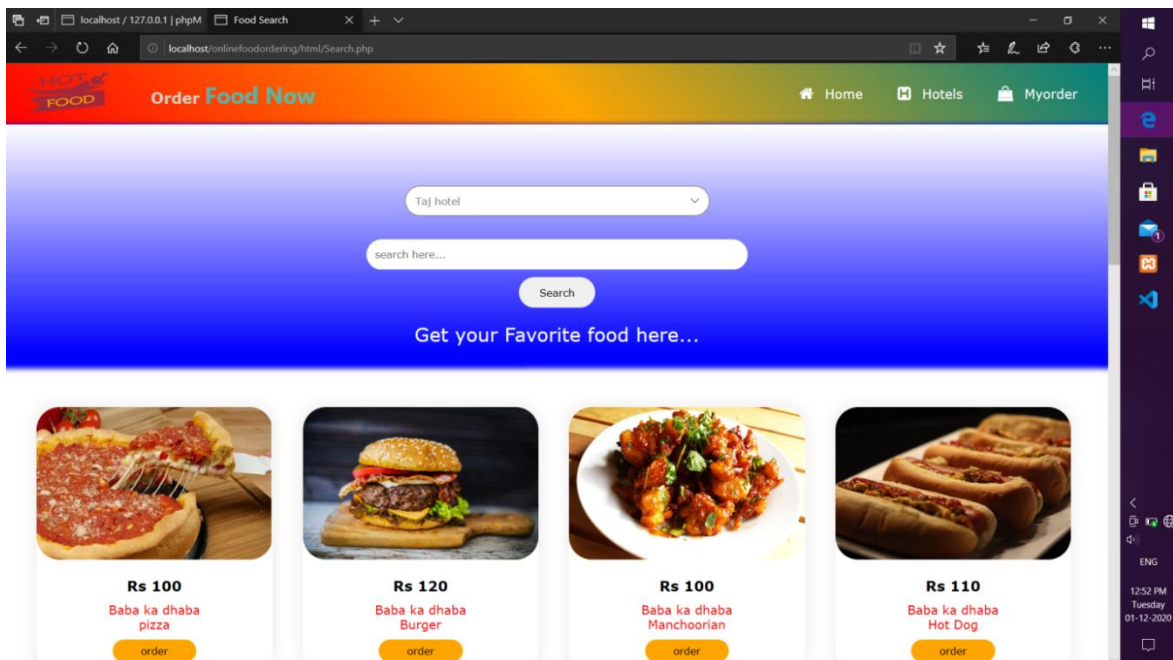 localhost / 127.0.0.1 | phpM
Food Search
localhost/onlinefoodordering/html/Search.php
HOT
FOOD
Order Food Now
Home
H Hotels
Myorder
Taj hotel
search here...
Search
Get your Favorite food here...
Rs 100
Baba ka dhaba
pizza
order
Rs 120
Baba ka dhaba
Burger
order
Rs 100
Baba ka dhaba
Manchoorian
order
Rs 110
Baba ka dhaba
Hot Dog
order
1
ENG
12:52 PM
Tuesday
01-12-2020